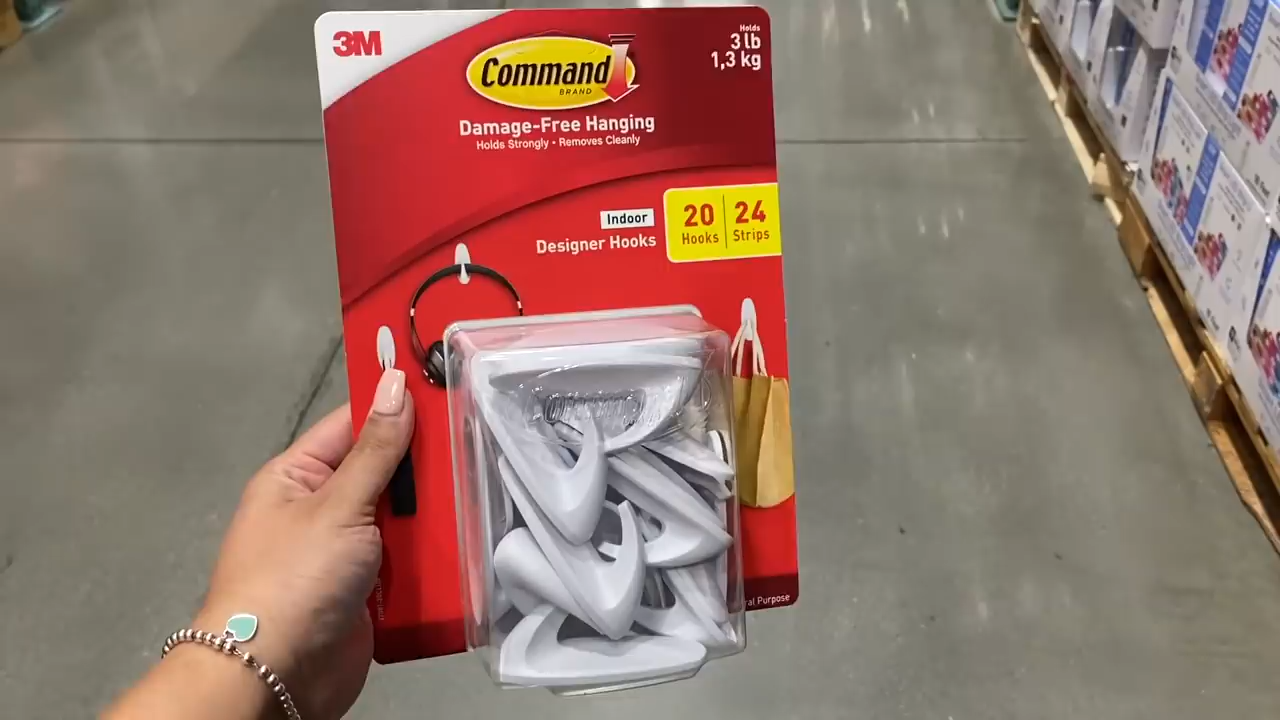 3M
Command
BRAND
Damage-Free Hanging
Holds Strongly • Removes Cleanly
Holds
3 lb
1,3 kg
Indoor
Designer Hooks
20
Hooks
24
Strips
Purpose